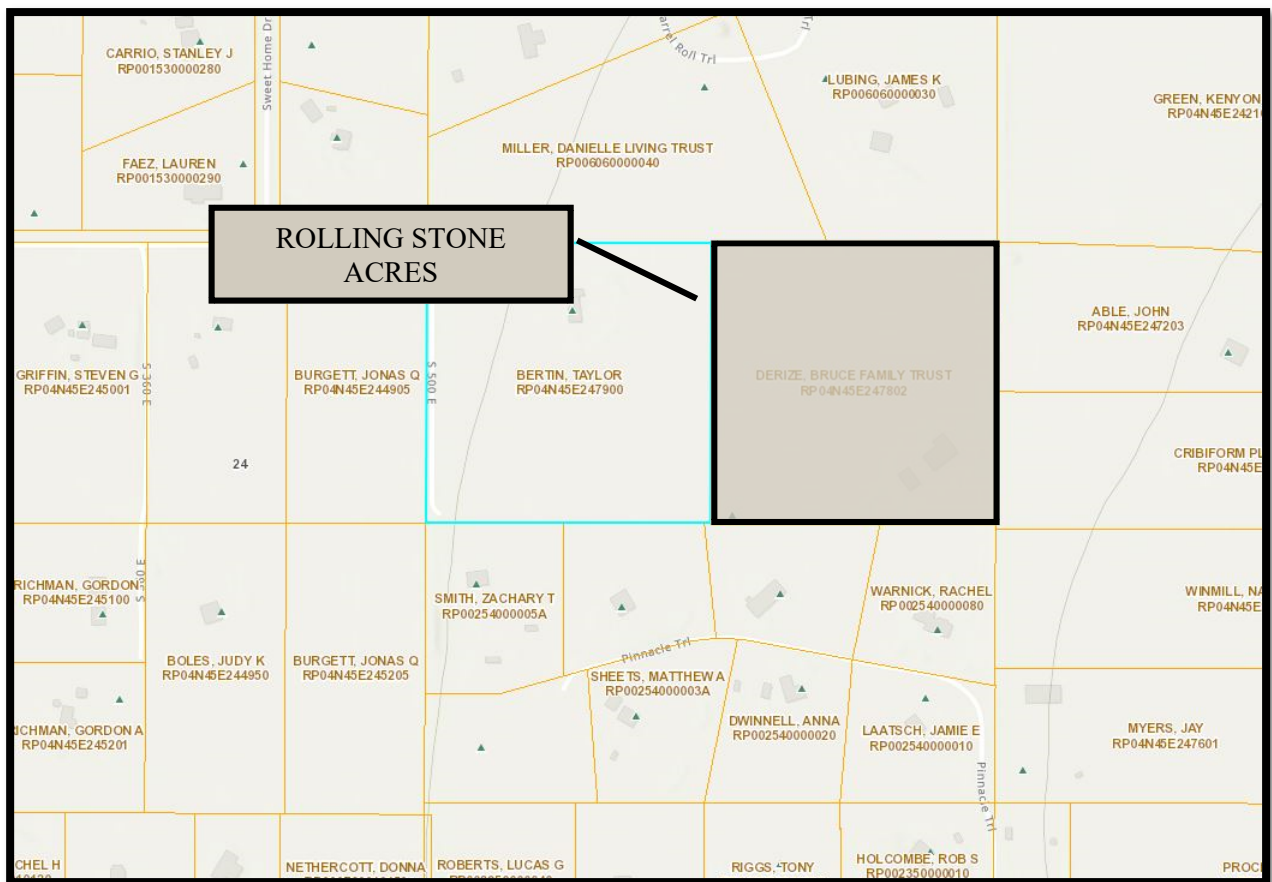 CARRIO, STANLEY J
RP001530000280
Sweet Home Dr
Trl
LUBING, JAMES K
RP006060000030
GREEN, KENYON
RP04N45E2421
FAEZ, LAUREN
RP001530000290
MILLER, DANIELLE LIVING TRUST
RP006060000040
ROLLING STONE
ACRES
GRIFFIN, STEVEN G
RP04N45E245001
S 360 E
BURGETT, JONAS Q
RP04N45E244905
S 500 E
BERTIN, TAYLOR
RP04N45E247900
DERIZE, BRUCE FAMILY TRUST
RP04N45E247802
ABLE, JOHN
RP04N45E247203
24
CRIBIFORM PL
RP04N45E
RICHMAN, GORDON
RP04N45E245100
SMITH, ZACHARY T
RP00254000005A
WARNICK, RACHEL
RP002540000080
WINMILL, NA
RP04N45E
BOLES, JUDY K
RP04N45E244950
BURGETT, JONAS Q
RP04N45E245205
Pinnacle Trl
SHEETS, MATTHEW A
RP00254000003A
ICHMAN, GORDON A
RP04N45E245201
DWINNELL, ANNA
RP002540000020
LAATSCH, JAMIE E
RP002540000010
MYERS, JAY
RP04N45E247601
Pinnacle Trl
CHEL H
NETHERCOTT, DONNA
ROBERTS, LUCAS G
RIGGS, TONY
HOLCOMBE, ROB S
RP002350000010
PROC